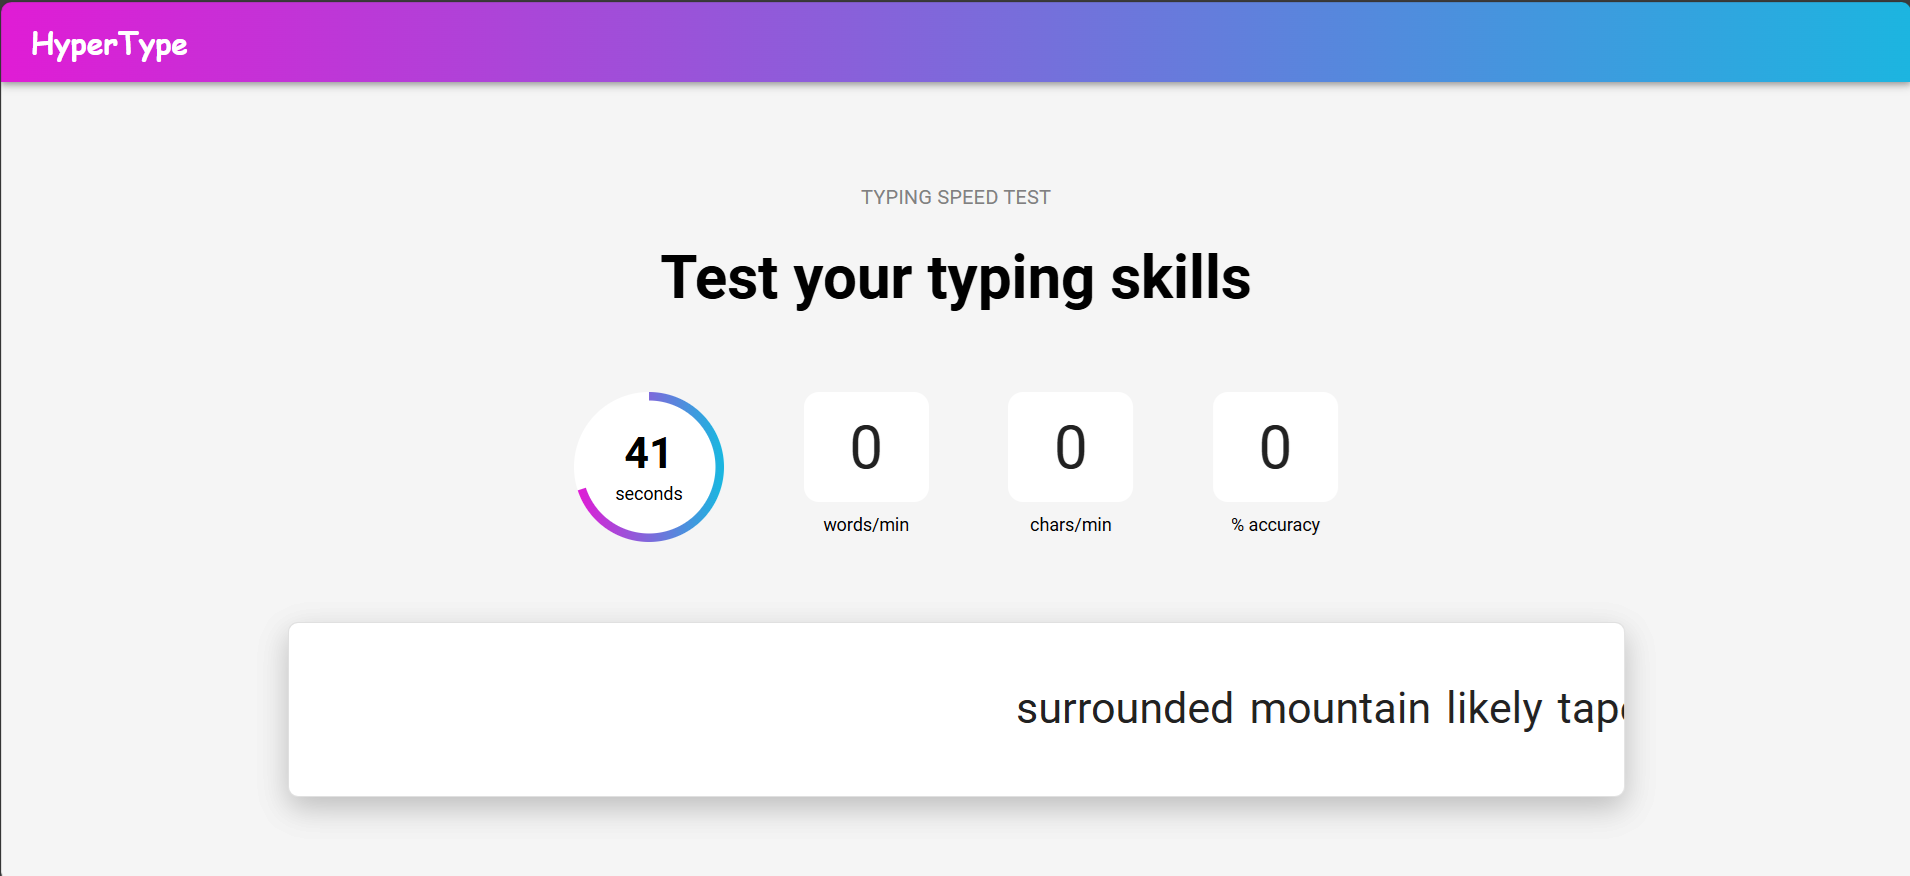 HyperType
TYPING SPEED TEST
Test your typing skills
41
seconds
0
words/min
0
chars/min
0
% accuracy
surrounded mountain likely tap